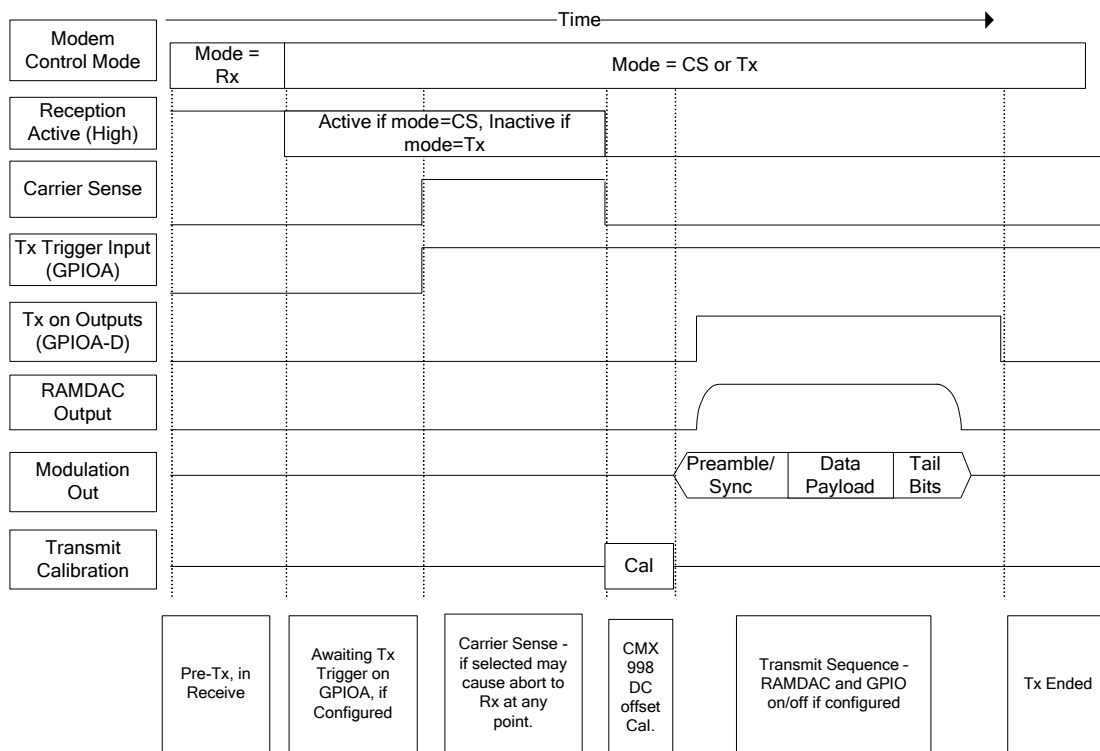 Time
Modem
Control Mode
Mode =
Rx
Mode = CS or Tx
Reception
Active (High)
Active if mode=CS, Inactive if
mode=Tx
Carrier Sense
Tx Trigger Input
(GPIOA)
Tx on Outputs
(GPIOA-D)
RAMDAC
Output
Modulation
Out
Preamble/
Sync
Data
Payload
Tail
Bits
Transmit
Calibration
Cal
Pre-Tx, in
Receive
Awaiting Tx
Trigger on
GPIOA, if
Configured
Carrier Sense -
if selected may
cause abort to
Rx at any
point.
CMX
998
DC
offset
Cal.
Transmit Sequence -
RAMDAC and GPIO
on/off if configured
Tx Ended